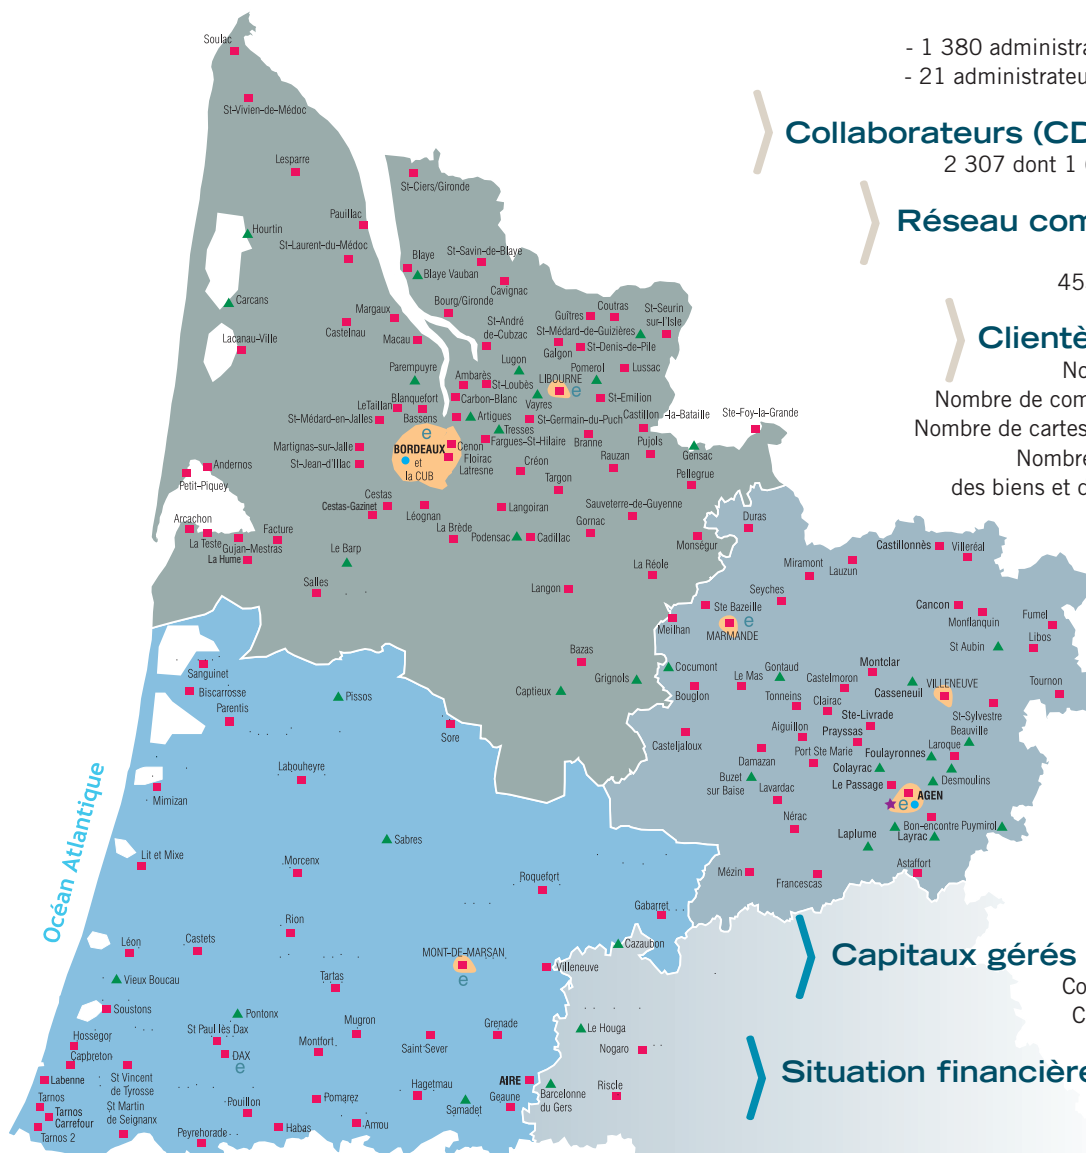 - 1 380 administra
- 21 administrateu
Collaborateurs (CD
2 307 dont 1
Réseau com
45
Clientè
No
Nombre de com
Nombre de cartes
Nombre
des biens et d
Capitaux gérés
Co
C
Situation financière
Océan Atlantique
Soulac
St-Vivien-de-Médoc
Lesparre
St-Ciers/Gironde
Pauillac
Hourtin
St-Laurent-du-Médoc
St-Savin-de-Blaye
Blaye
Blaye Vauban
Cavignac
Carcans
Bourg/Gironde
Margaux
Castelnau
Macau
Lacanau-Ville
St-André
de-Cubzac
Guîtres
Coutras
St-Seurin
sur-l'Isle
St-Médard-de-Guizières
Galgon
St-Denis-de-Pile
Lugon
Pomerol
Lussac
Parempuyre
Ambarès
St-Loubès
LIBOURNE
e
Blanquefort
Carbon-Blanc
Vayres
St-Emilion
LeTaillan
Bassens
Artigues
St-Médard-en-Jalles
St-Germain-du-Puch
Castillon -la-Bataille
Ste-Foy-la-Grande
Tresses
e
Fargues-St-Hilaire
Branne
Pujols
Gensac
Martignas-sur-Jalle
BORDEAUX
et
la CUB
Cenon
Floirac
Latresne
St-Jean-d'Illac
Créon
Rauzan
Andernos
Petit-Piquey
Targon
Pellegrue
Cestas
Cestas-Gazinet
Léognan
Langoiran
Sauveterre-de-Guyenne
Arcachon
La Teste
Gujan-Mestras
La Hume
Facture
La Brède
Podensac
Cadillac
Gornac
Monségur
Le Barp
Salles
Langon
La Réole
Bazas
Captieux
Grignols
Duras
Castillonnès
Villeréal
Miramont
Lauzun
Seyches
Ste Bazeille
MARMANDE
e
Meilhan
Cancon
Monflanquin
Fumel
Libos
St Aubin
Cocumont
Gontaud
Montclar
Bouglon
Le Mas
Castelmoron
Casseneuil
VILLENEUVE
Tournon
Tonneins
Clairac
St-Sylvestre
Ste-Livrade
Beauville
Casteljaloux
Aiguillon
Prayssas
Damazan
Port Ste Marie
Foulayronnes
Laroque
Colayrac
Buzet
sur Baise
Desmoulins
Lavardac
Le Passage
AGEN
e
Nérac
Bon-encontre
Puymirol
Laplume
Layrac
Mézin
Francescas
Astaffort
Sanguinet
Biscarrosse
Parentis
Pissos
Sore
Labouheyre
Mimizan
Sabres
Lit et Mixe
Morcenx
Roquefort
Gabarret
Rion
Léon
Castets
MONT-DE-MARSAN
e
Cazaubon
Villeneuve
Vieux Boucau
Tartas
Soustons
Pontonx
Le Houga
St Paul lès Dax
Mugron
Hossegor
DAX
e
Montfort
Saint Sever
Grenade
Nogaro
Capbreton
Labenne
St Vincent
de Tyrosse
AIRE
Hagetmau
Barcelonne
du Gers
Riscle
Tarnos
Tarnos
Carrefour
Tarnos 2
St Martin
de Seignanx
Pouillon
Pomarez
Samadet
Geaune
Peyrehorade
Habas
Amou